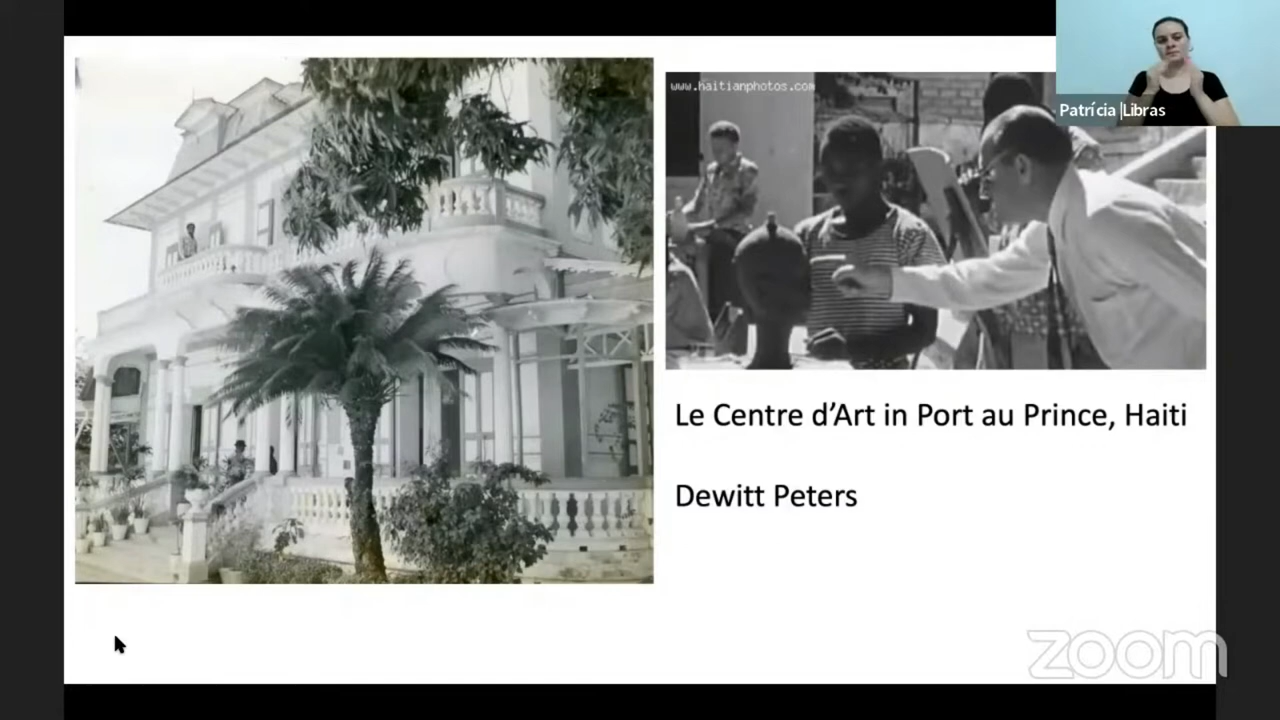 www.haitianphotos.com
Patrícia |Libras
Le Centre d’Art in Port au Prince, Haiti
Dewitt Peters
zoom